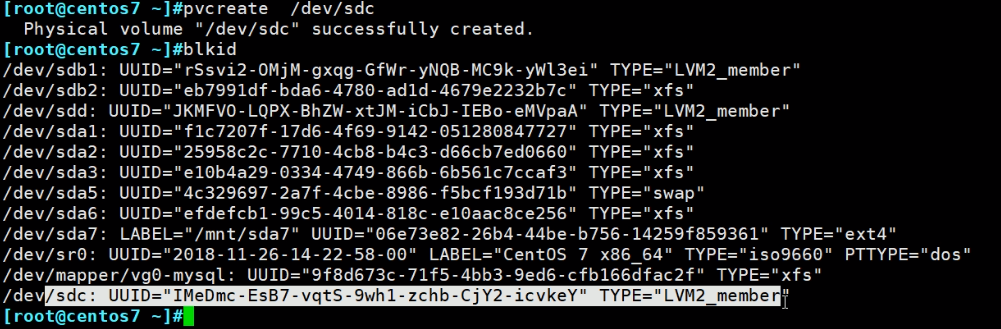 [root@centos7 ~]#pvcreate  /dev/sdc
  Physical volume "/dev/sdc" successfully created.
[root@centos7 ~]#blkid
/dev/sdb1: UUID="rSsvi2-OMjM-gxqg-GfWr-yNQB-MC9k-yWl3ei" TYPE="LVM2_member"
/dev/sdb2: UUID="eb7991df-bda6-4780-ad1d-4679e2232b7c" TYPE="xfs"
/dev/sdd: UUID="JKMFVO-LQPX-BhZW-xtJM-iCbJ-IEBo-eMVpaA" TYPE="LVM2_member"
/dev/sda1: UUID="f1c7207f-17d6-4f69-9142-051280847727" TYPE="xfs"
/dev/sda2: UUID="25958c2c-7710-4cb8-b4c3-d66cb7ed0660" TYPE="xfs"
/dev/sda3: UUID="e10b4a29-0334-4749-866b-6b561c7ccaf3" TYPE="xfs"
/dev/sda5: UUID="4c329697-2a7f-4cbe-8986-f5bcf193d71b" TYPE="swap"
/dev/sda6: UUID="efdefcb1-99c5-4014-818c-e10aac8ce256" TYPE="xfs"
/dev/sda7: LABEL="/mnt/sda7" UUID="06e73e82-26b4-44be-b756-14259f859361" TYPE="ext4"
/dev/sr0: UUID="2018-11-26-14-22-58-00" LABEL="CentOS 7 x86_64" TYPE="iso9660" PTTYPE="dos"
/dev/mapper/vg0-mysql: UUID="9f8d673c-71f5-4bb3-9ed6-cfb166dfac2f" TYPE="xfs"
/dev/sdc: UUID="IMeDmc-EsB7-vqtS-9wh1-zchb-CjY2-icvkeY" TYPE="LVM2_member"
[root@centos7 ~]#